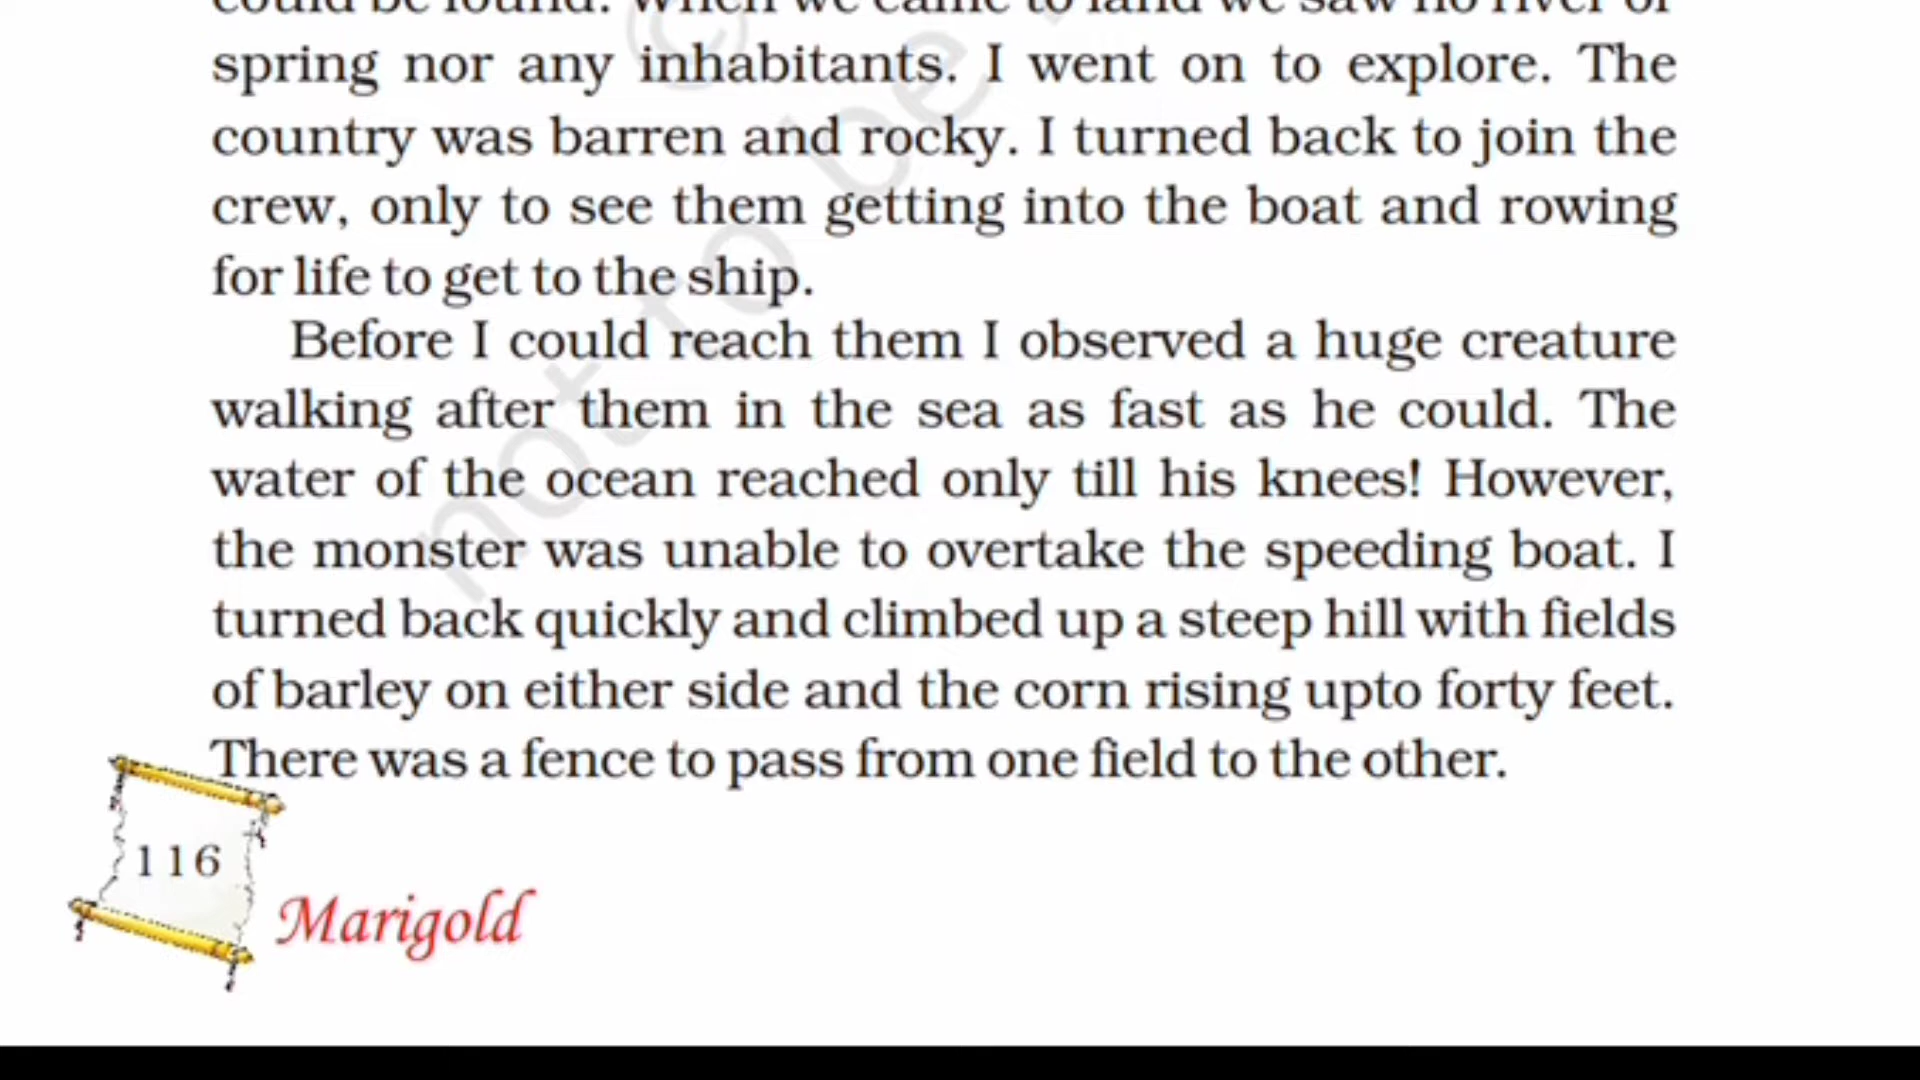 could be found. When we came to land we saw no river or
spring nor any inhabitants. I went on to explore. The
country was barren and rocky. I turned back to join the
crew, only to see them getting into the boat and rowing
for life to get to the ship.
Before I could reach them I observed a huge creature
walking after them in the sea as fast as he could. The
water of the ocean reached only till his knees! However,
the monster was unable to overtake the speeding boat. I
turned back quickly and climbed up a steep hill with fields
of barley on either side and the corn rising upto forty feet.
There was a fence to pass from one field to the other.
116
Marigold
©
not to be